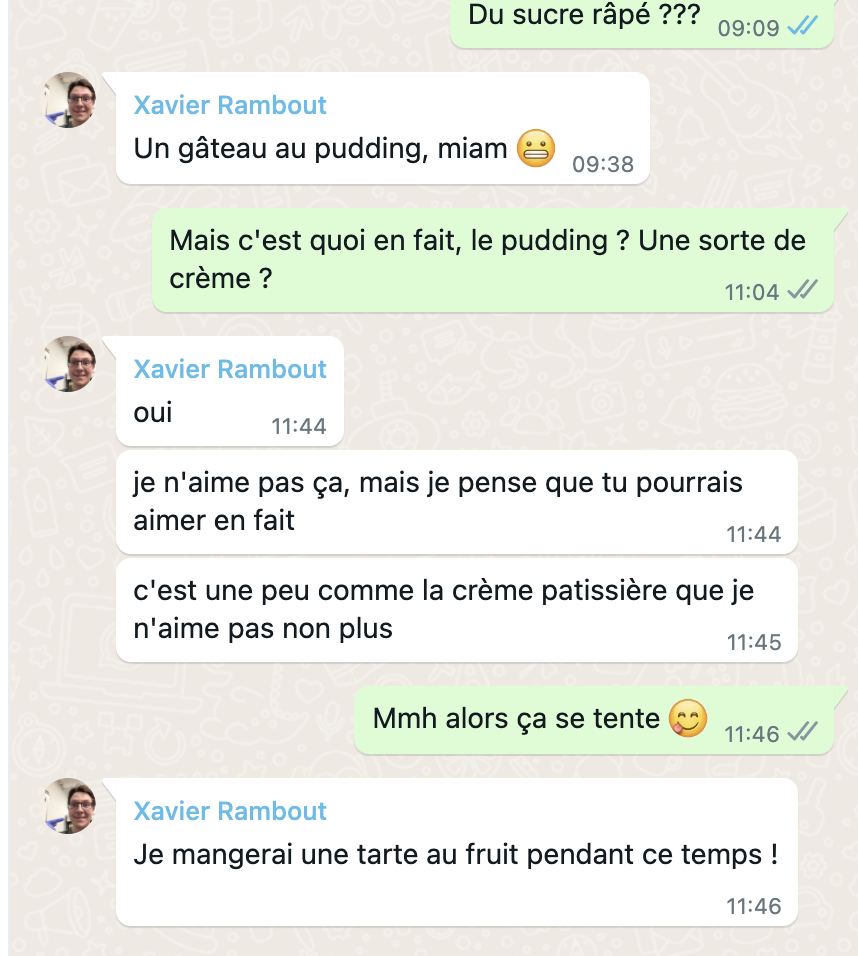 Du sucre râpé ???
09:09
Xavier Rambout
Un gâteau au pudding, miam 😬
09:38
Mais c'est quoi en fait, le pudding ? Une sorte de
crème ?
11:04
Xavier Rambout
oui
11:44
je n'aime pas ça, mais je pense que tu pourrais
aimer en fait
11:44
c'est une peu comme la crème patissière que je
n'aime pas non plus
11:45
Mmh alors ça se tente 😋
11:46
Xavier Rambout
Je mangerai une tarte au fruit pendant ce temps !
11:46